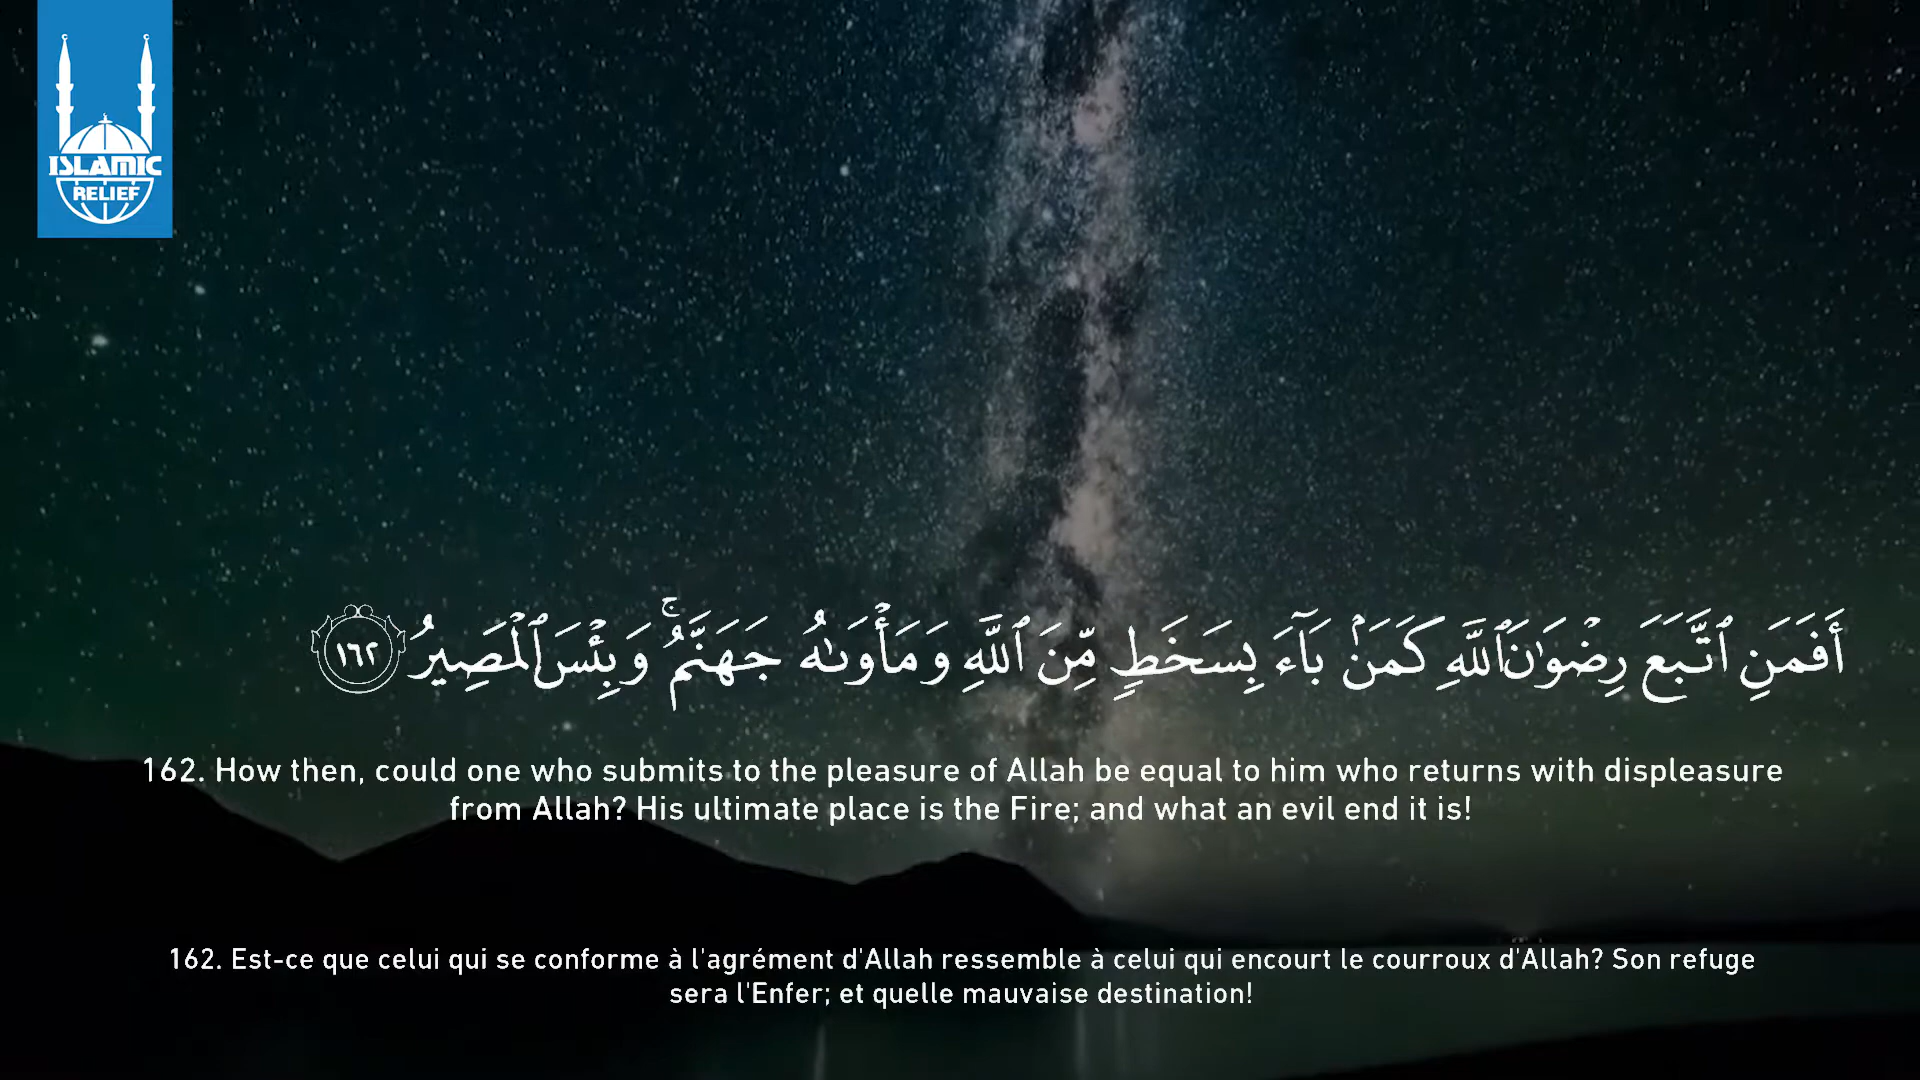 ISLAMIC
RELIEF
أَفَمَنِ ٱتَّبَعَ رِضْوَٰنَ ٱللَّهِ كَمَنۢ بَآءَ بِسَخَطٍ مِّنَ ٱللَّهِ وَمَأْوَىٰهُ جَهَنَّمُ ۚ وَبِئْسَ ٱلْمَصِيرُ ١٦٢
162. How then, could one who submits to the pleasure of Allah be equal to him who returns with displeasure
from Allah? His ultimate place is the Fire; and what an evil end it is!
162. Est-ce que celui qui se conforme à l'agrément d'Allah ressemble à celui qui encourt le courroux d'Allah? Son refuge
sera l'Enfer; et quelle mauvaise destination!